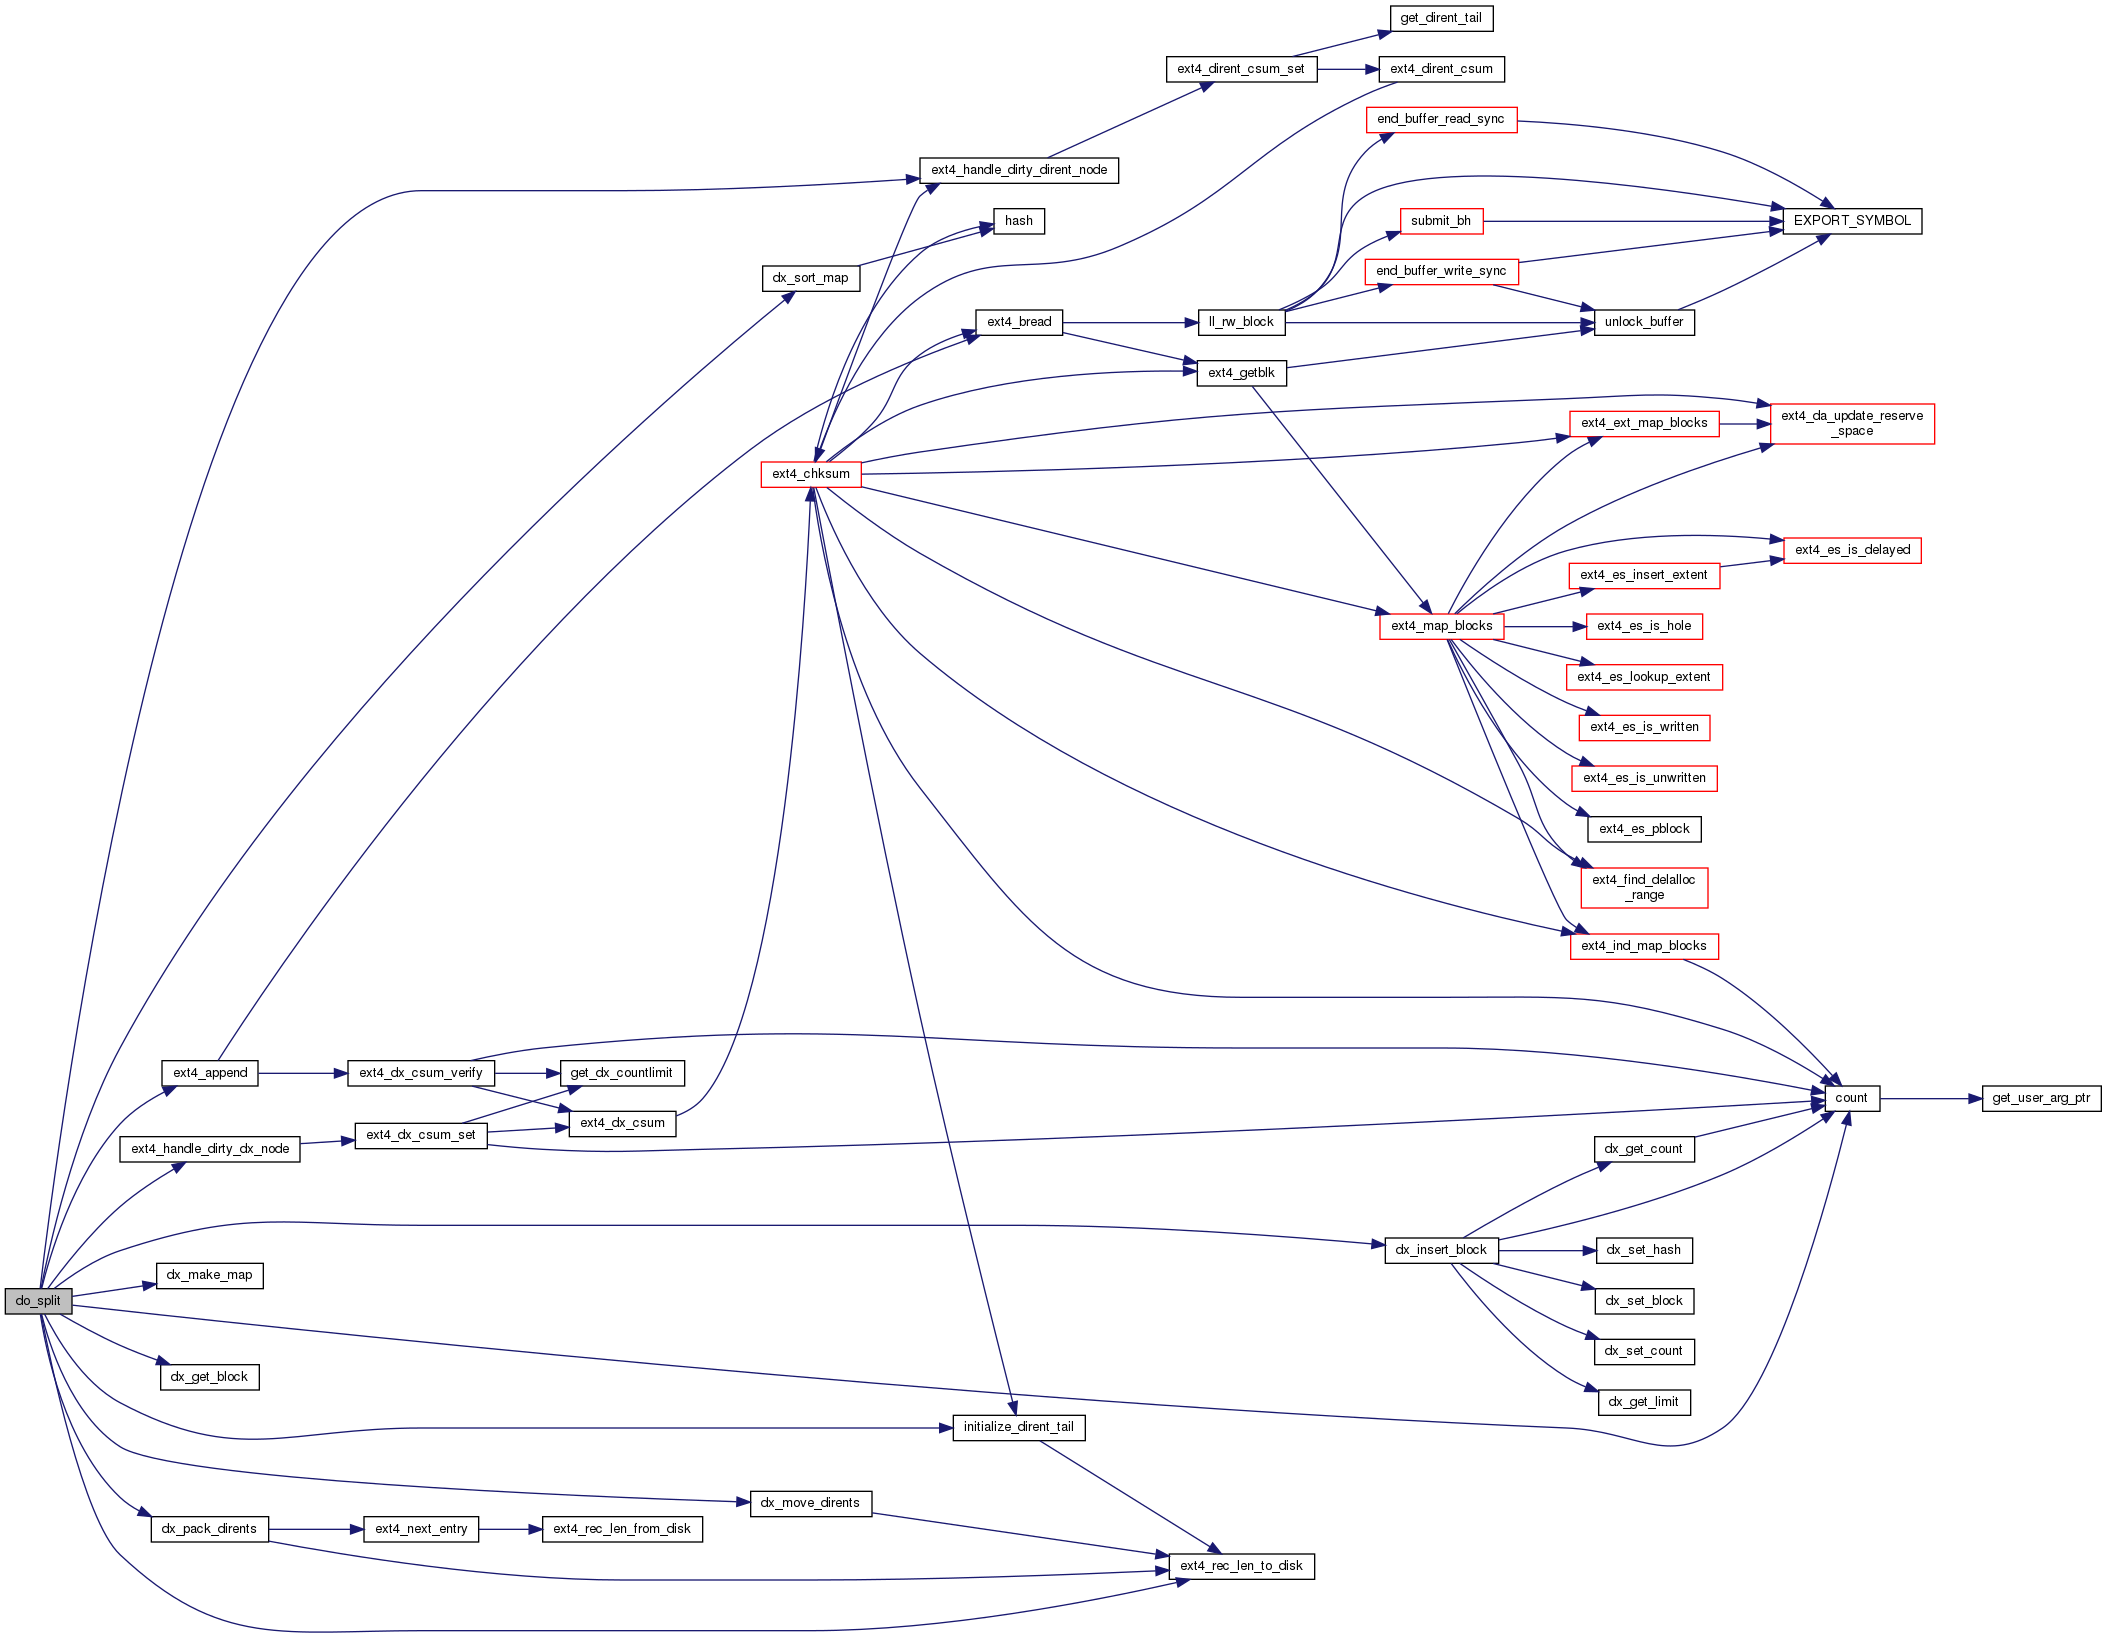 get_dirent_tail
ext4_dirent_csum_set
ext4_dirent_csum
end_buffer_read_sync
ext4_handle_dirty_dirent_node
hash
submit_bh
EXPORT_SYMBOL
dx_sort_map
end_buffer_write_sync
ext4_bread
ll_rw_block
unlock_buffer
ext4_getblk
ext4_da_update_reserve
_space
ext4_ext_map_blocks
ext4_chksum
ext4_es_is_delayed
ext4_es_insert_extent
ext4_map_blocks
ext4_es_is_hole
ext4_es_lookup_extent
ext4_es_is_written
ext4_es_is_unwritten
ext4_es_pblock
ext4_find_delalloc
_range
ext4_ind_map_blocks
ext4_append
ext4_dx_csum_verify
get_dx_countlimit
count
get_user_arg_ptr
ext4_dx_csum
ext4_dx_csum_set
ext4_handle_dirty_dx_node
dx_get_count
dx_insert_block
dx_set_hash
dx_make_map
do_split
dx_set_block
dx_set_count
dx_get_block
dx_get_limit
initialize_dirent_tail
dx_move_dirents
dx_pack_dirents
ext4_next_entry
ext4_rec_len_from_disk
ext4_rec_len_to_disk